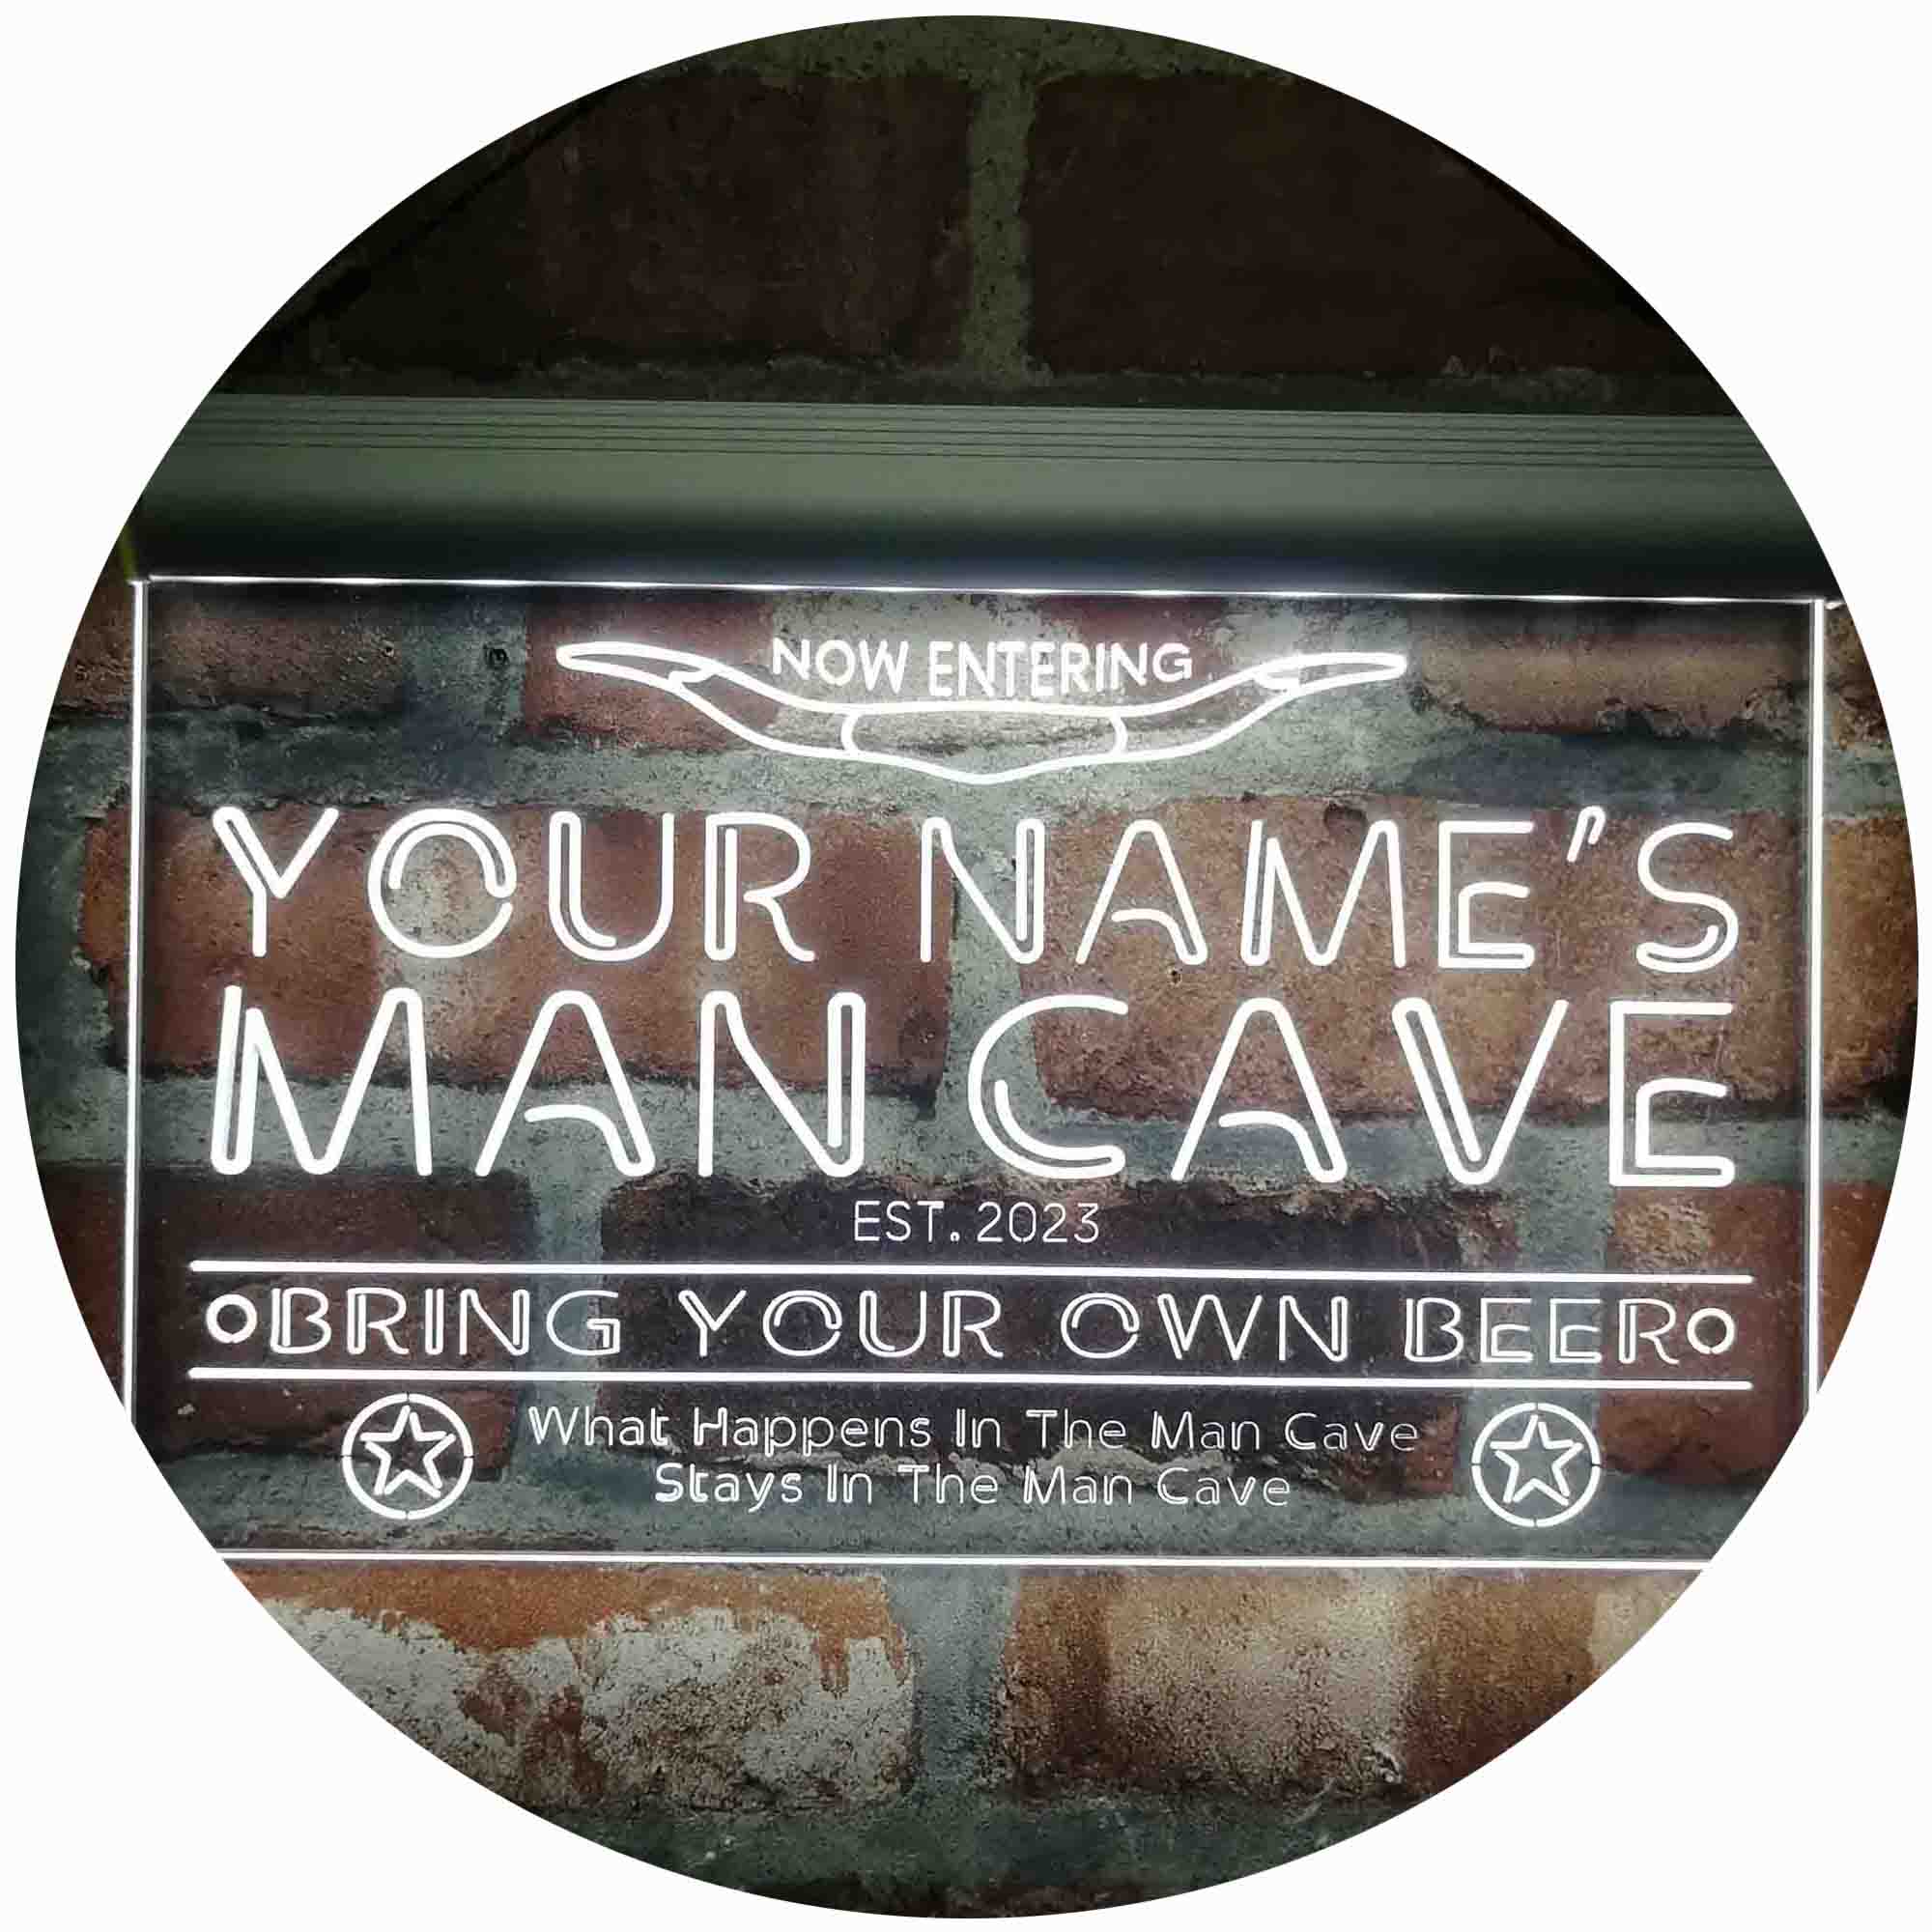 NOW ENTERING
YOUR NAME'S
MAN CAVE
EST. 2023
BRING YOUR OWN BEER
What Happens In The Man Cave
Stays In The Man Cave